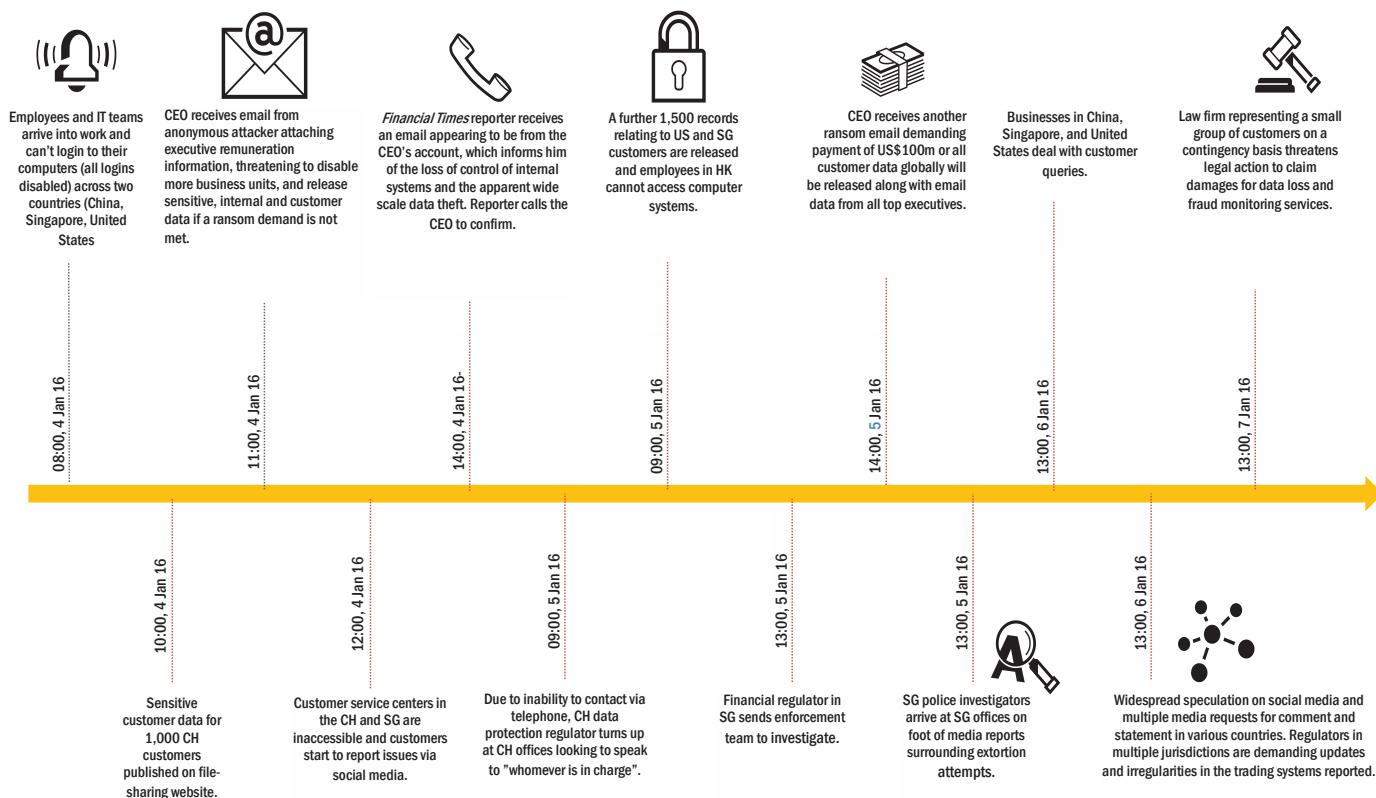 @
Employees and IT teams
arrive into work and
can't login to their
computers (all logins
disabled) across two
countries (China,
Singapore, United
States
CEO receives email from
anonymous attacker attaching
executive remuneration
information, threatening to disable
more business units, and release
sensitive, internal and customer
data if a ransom demand is not
met.
Financial Times reporter receives
an email appearing to be from the
CEO's account, which informs him
of the loss of control of internal
systems and the apparent wide
scale data theft. Reporter calls the
CEO to confirm.
A further 1,500 records
relating to US and SG
customers are released
and employees in HK
cannot access computer
systems.
CEO receives another
ransom email demanding
payment of US$100m or all
customer data globally will
be released along with email
data from all top executives.
Businesses in China,
Singapore, and United
States deal with customer
queries.
Law firm representing a small
group of customers on a
contingency basis threatens
legal action to claim
damages for data loss and
fraud monitoring services.
08:00, 4 Jan 16
11:00, 4 Jan 16
14:00, 4 Jan 16-
09:00, 5 Jan 16
14:00, 5 Jan 16
13:00, 6 Jan 16
13:00, 7 Jan 16
10:00, 4 Jan 16
12:00, 4 Jan 16
09:00, 5 Jan 16
13:00, 5 Jan 16
13:00, 5 Jan 16
13:00, 6 Jan 16
A
Sensitive
customer data for
1,000 CH
customers
published on file-
sharing website.
Customer service centers in
the CH and SG are
inaccessible and customers
start to report issues via
social media.
Due to inability to contact via
telephone, CH data
protection regulator turns up
at CH offices looking to speak
to ”whomever is in charge”.
Financial regulator in
SG sends enforcement
team to investigate.
SG police investigators
arrive at SG offices on
foot of media reports
surrounding extortion
attempts.
Widespread speculation on social media and
multiple media requests for comment and
statement in various countries. Regulators in
multiple jurisdictions are demanding updates
and irregularities in the trading systems reported.